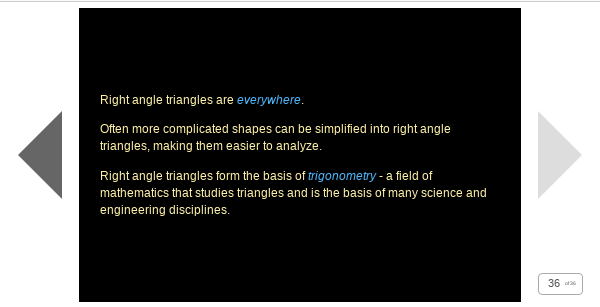 Right angle triangles are everywhere.
Often more complicated shapes can be simplified into right angle
triangles, making them easier to analyze.
Right angle triangles form the basis of trigonometry - a field of
mathematics that studies triangles and is the basis of many science and
engineering disciplines.
36 of 36